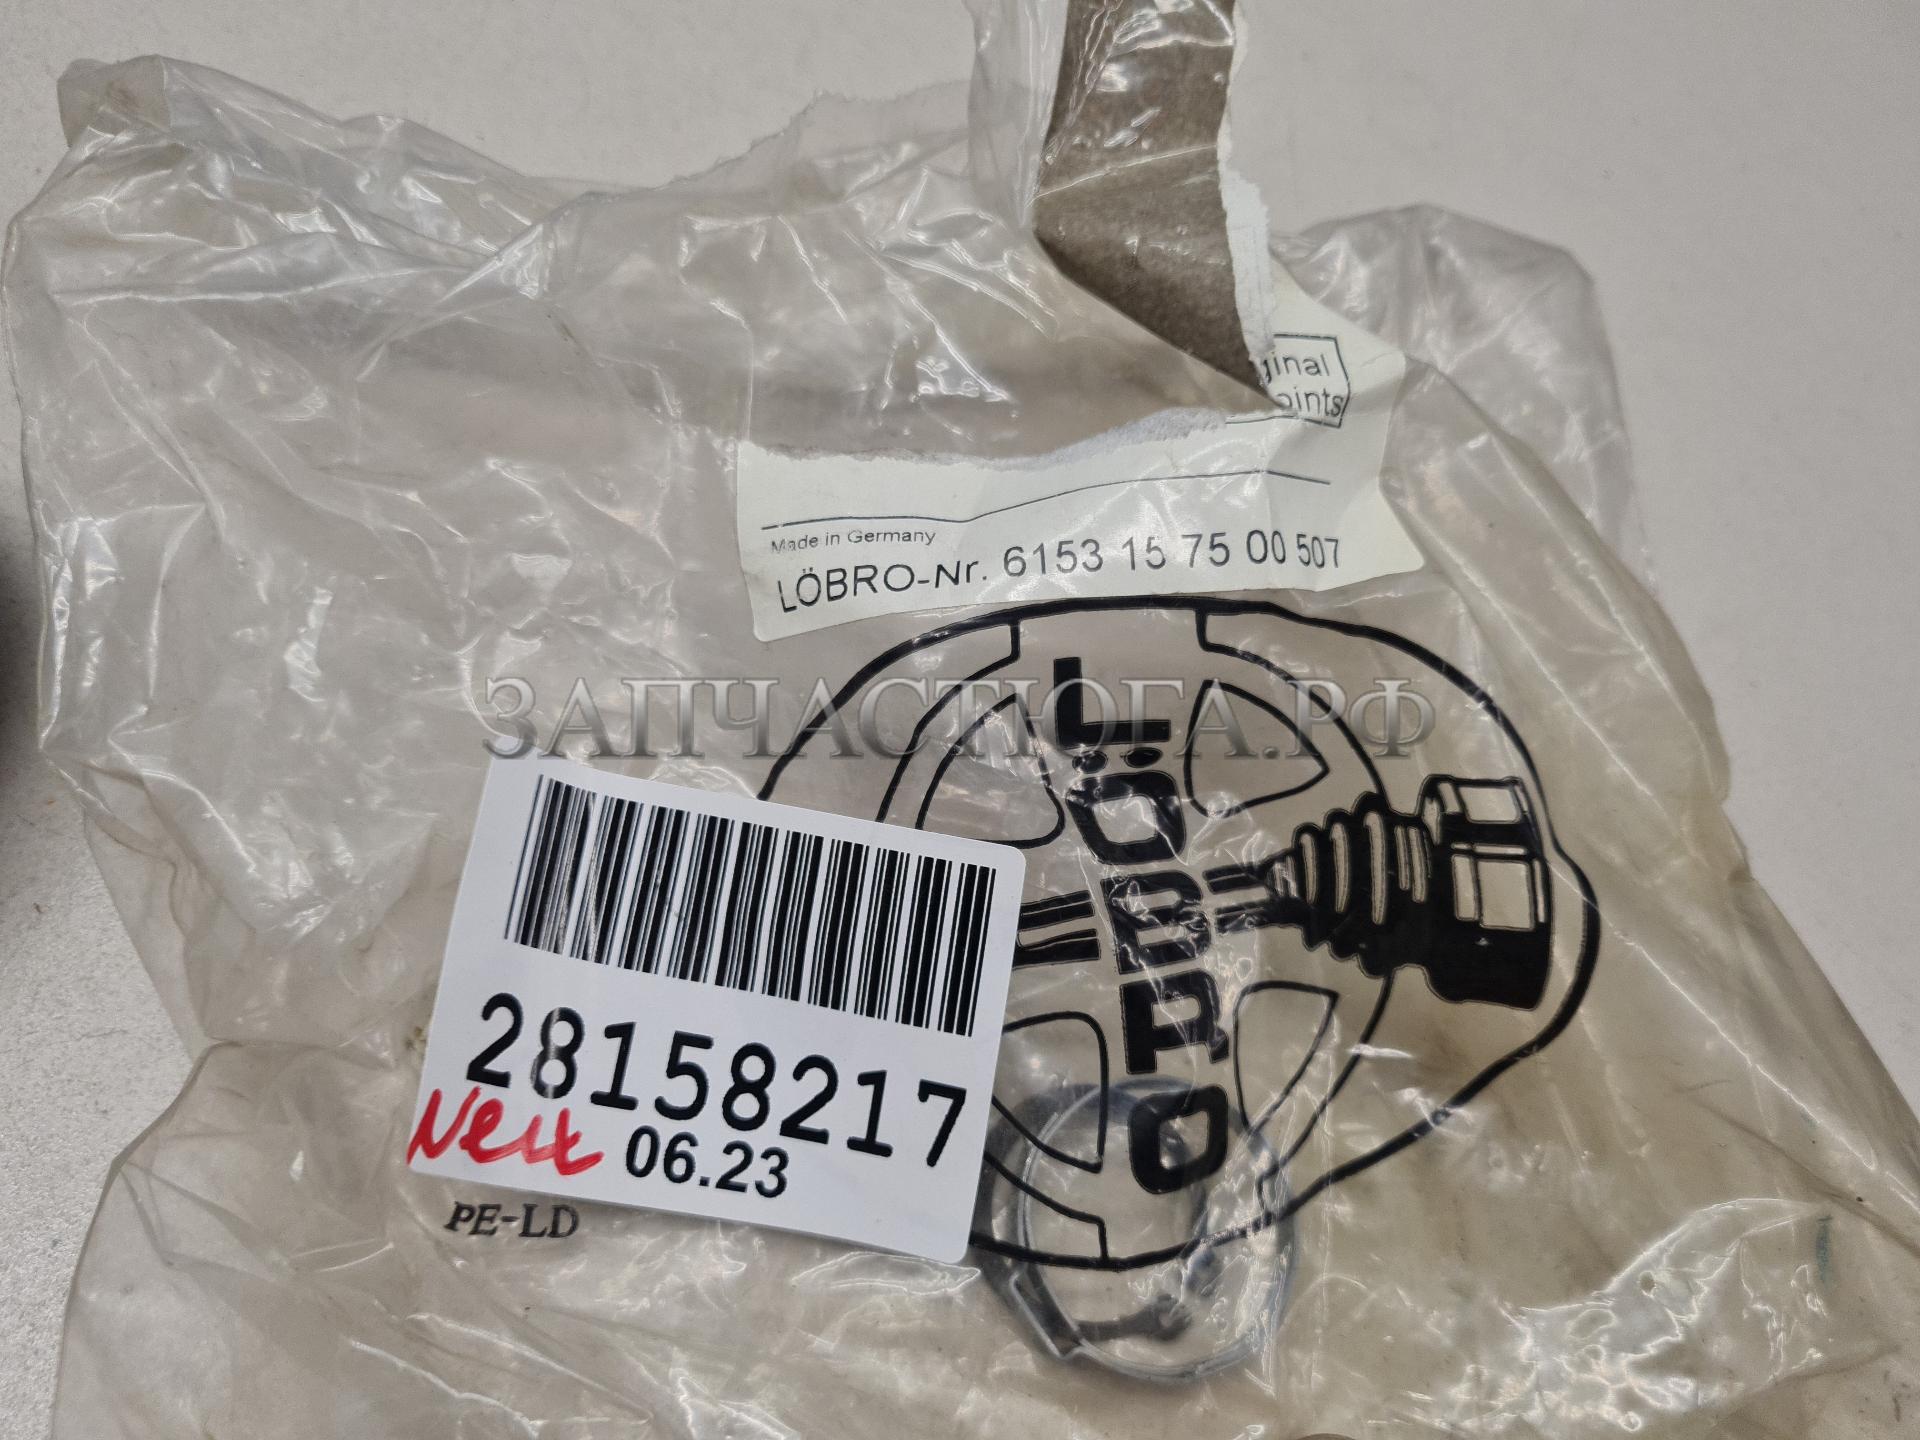 ginal
oints
Made in Germany
LÖBRO-Nr. 6153 15 75 00 507
LÖBRO
ЗАПЧАСТЮГА.РФ
28158217
Neu
06.23
PE-LD